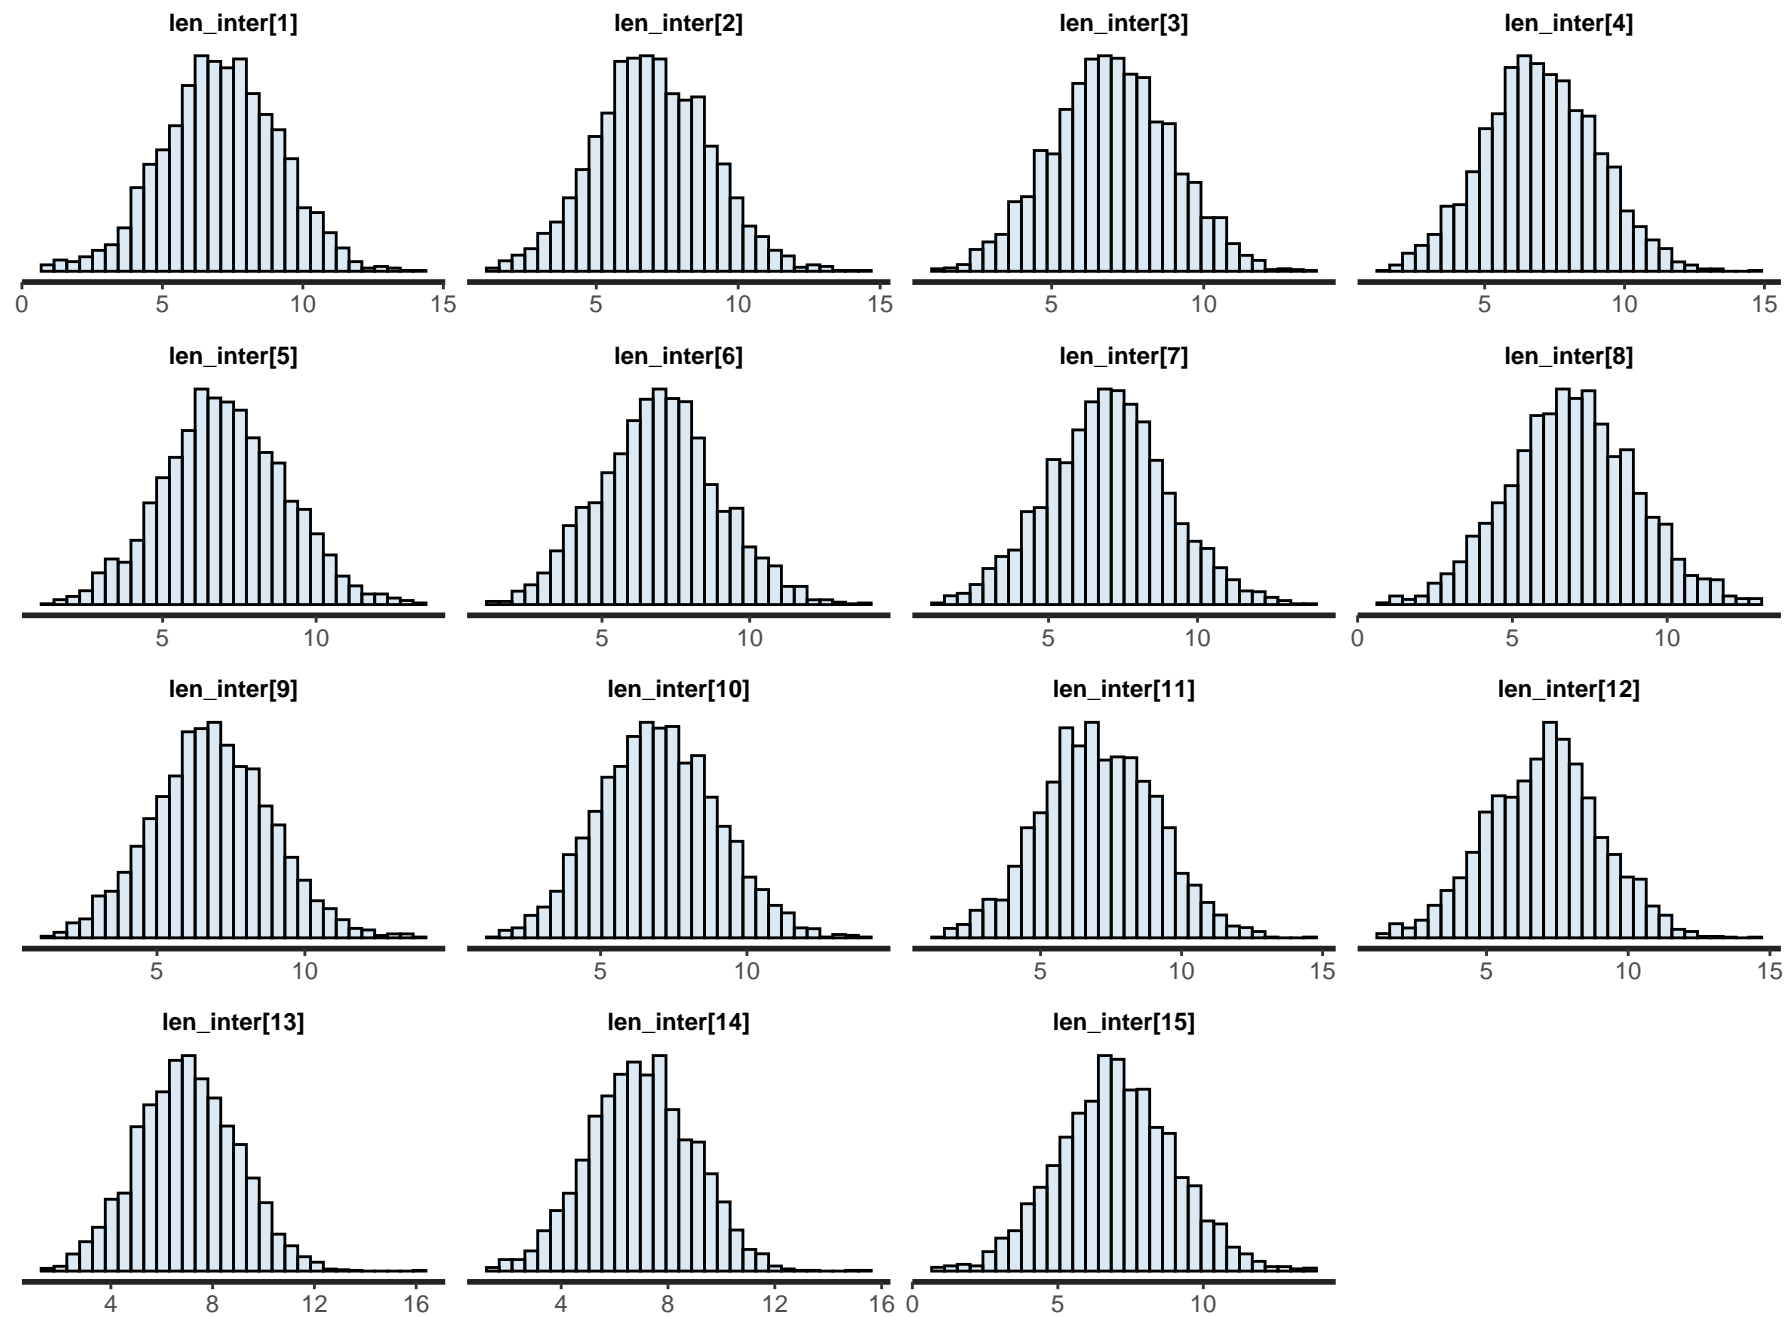 len_inter[1] len_inter[2] len_inter[3] len_inter[4]
0 5 10 15 5 10 15 5 10 5 10 15
len_inter[5] len_inter[6] len_inter[7] len_inter[8]
5 10 5 10 5 10 0 5 10
len_inter[9] len_inter[10] len_inter[11] len_inter[12]
5 10 5 10 5 10 15 5 10 15
len_inter[13] len_inter[14] len_inter[15]
4 8 12 16 4 8 12 16 0 5 10